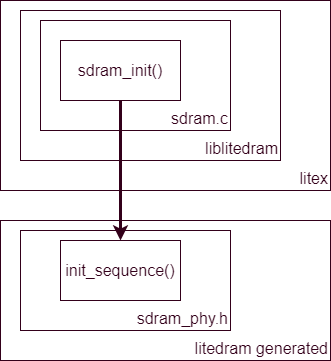 sdram_init()
sdram.c
liblitedram
litex
init_sequence()
sdram_phy.h
litedram generated